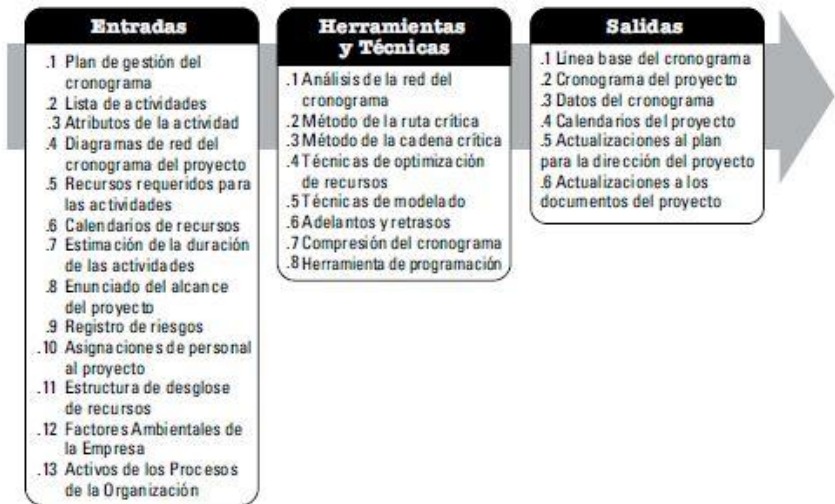 Entradas
.1 Plan de gestión del
cronograma
.2 Lista de actividades
.3 Atributos de la actividad
.4 Diagramas de red del
cronograma del proyecto
.5 Recursos requeridos para
las actividades
.6 Calendarios de recursos
.7 Estimación de la duración
de las actividades
.8 Enunciado del alcance
del proyecto
.9 Registro de riesgos
.10 Asignaciones de personal
al proyecto
.11 Estructura de desglose
de recursos
.12 Factores Ambientales de
la Empresa
.13 Activos de los Procesos
de la Organización
Herramientas
y Técnicas
.1 Análisis de la red del
cronograma
.2 Método de la ruta crítica
.3 Método de la cadena crítica
.4 Técnicas de optimización
de recursos
.5 Técnicas de modelado
.6 Adelantos y retrasos
.7 Compresión del cronograma
.8 Herramienta de programación
Salidas
.1 Línea base del cronograma
.2 Cronograma del proyecto
.3 Datos del cronograma
.4 Calendarios del proyecto
.5 Actualizaciones al plan
para la dirección del proyecto
.6 Actualizaciones a los
documentos del proyecto